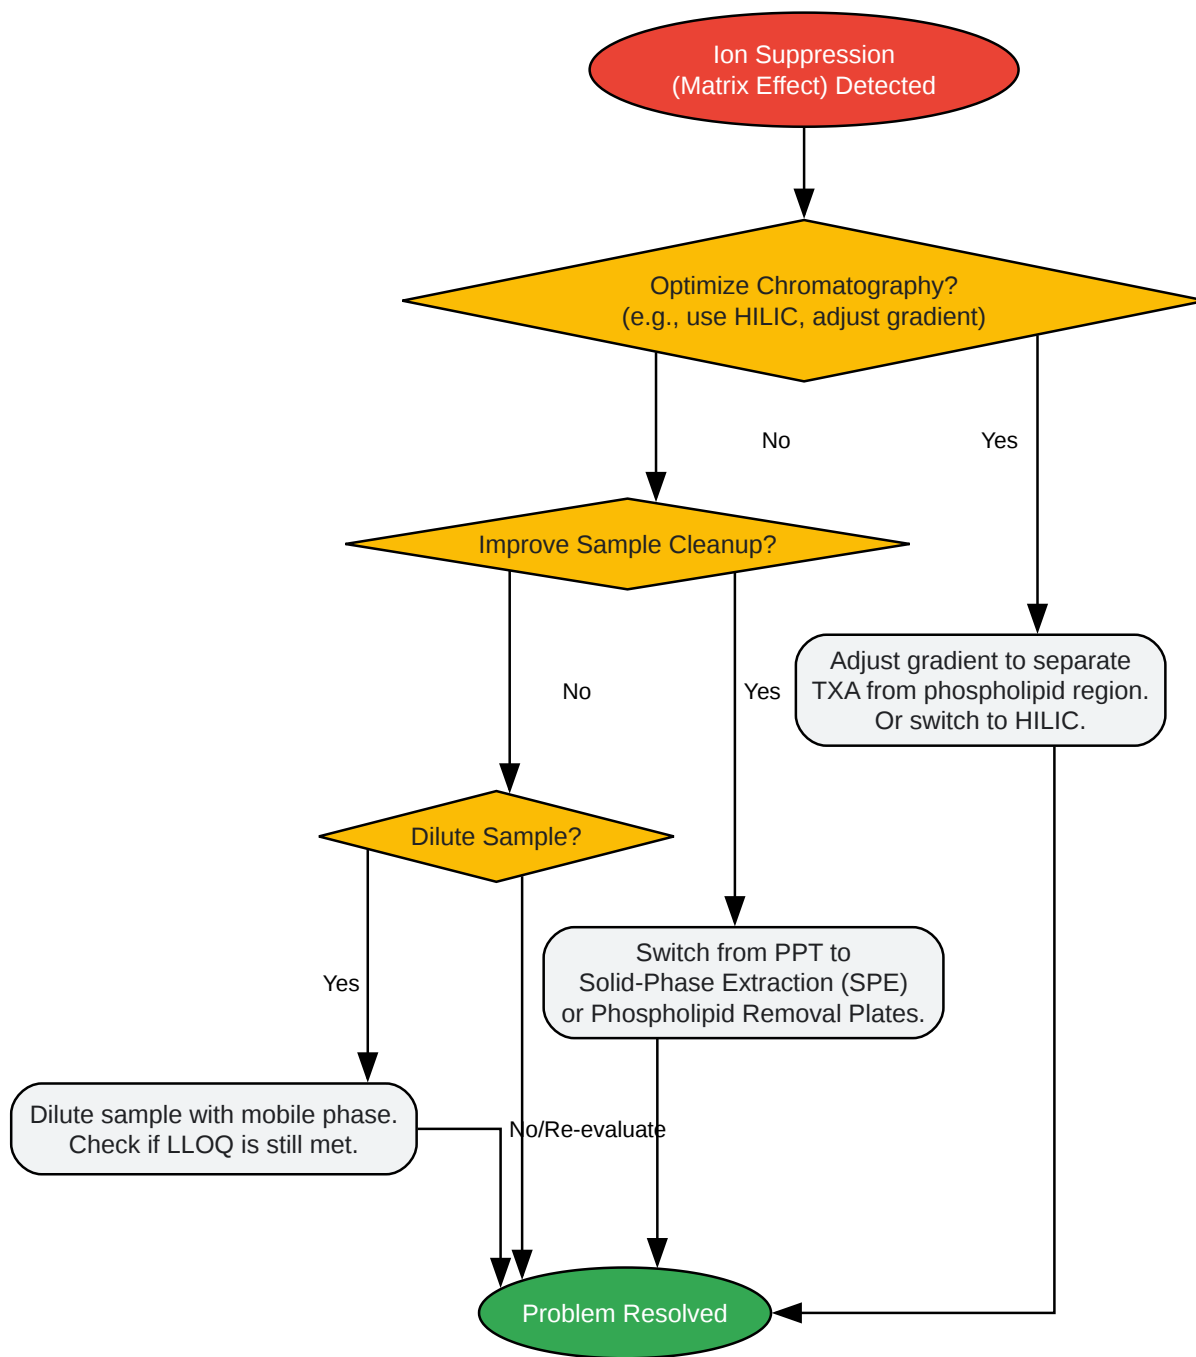 Ion Suppression
(Matrix Effect) Detected
Optimize Chromatography?
(e.g., use HILIC, adjust gradient)
No
Yes
Improve Sample Cleanup?
Adjust gradient to separate
TXA from phospholipid region.
Or switch to HILIC.
No
Yes
Dilute Sample?
Switch from PPT to
Solid-Phase Extraction (SPE)
or Phospholipid Removal Plates.
Yes
Dilute sample with mobile phase.
Check if LLOQ is still met.
No/Re-evaluate
Problem Resolved